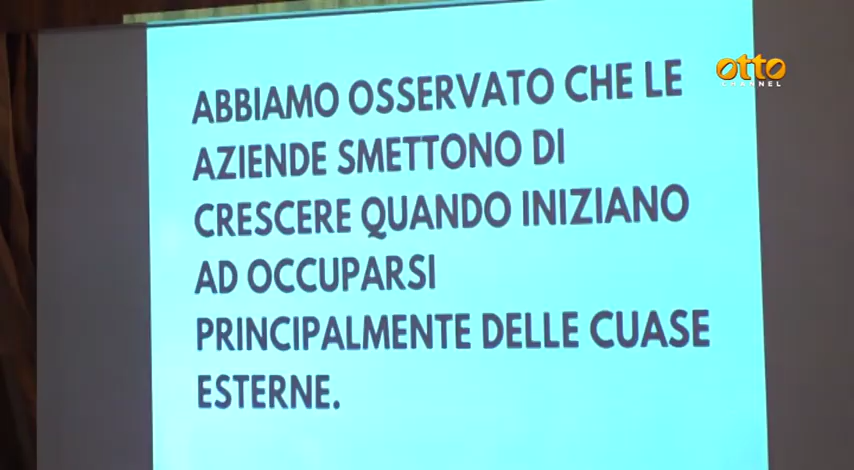 otto
CHANNEL
ABBIAMO OSSERVATO CHE LE
AZIENDE SMETTONO DI
CRESCERE QUANDO INIZIANO
AD OCCUPARSI
PRINCIPALMENTE DELLE CUASE
ESTERNE.